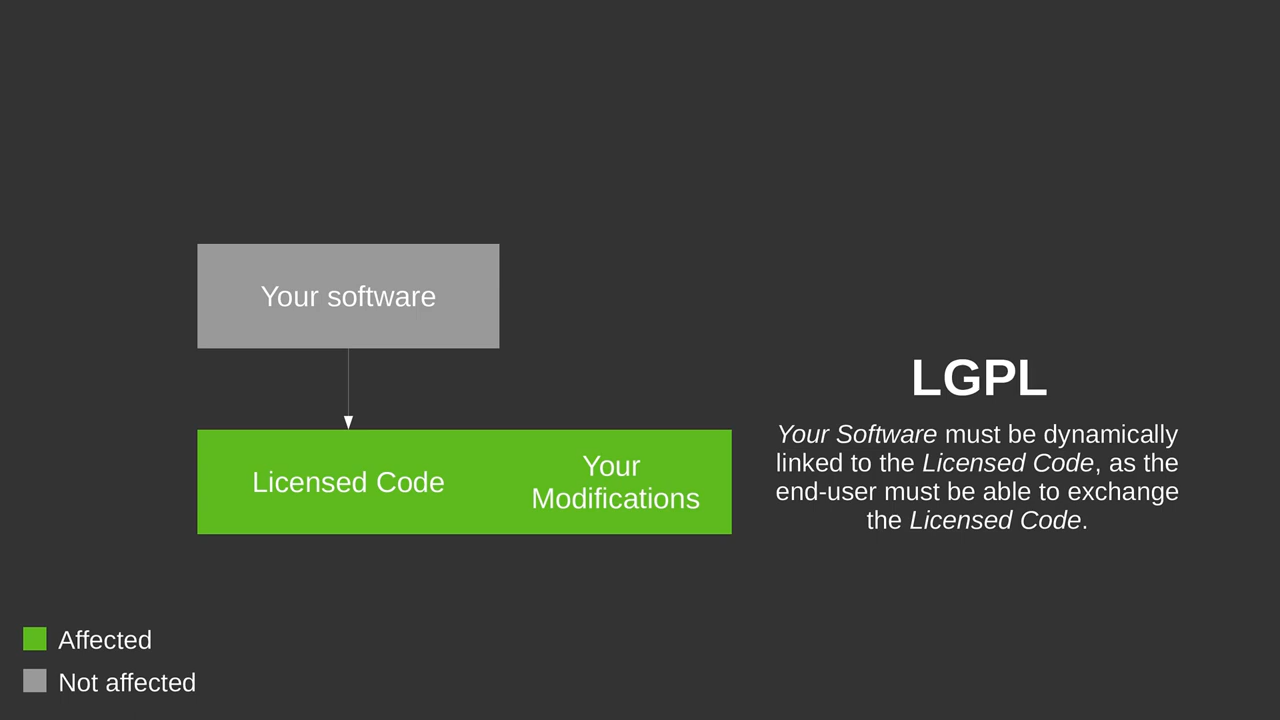 Your software
LGPL
Your Software must be dynamically
linked to the Licensed Code, as the
end-user must be able to exchange
the Licensed Code.
Licensed Code
Your
Modifications
Affected
Not affected